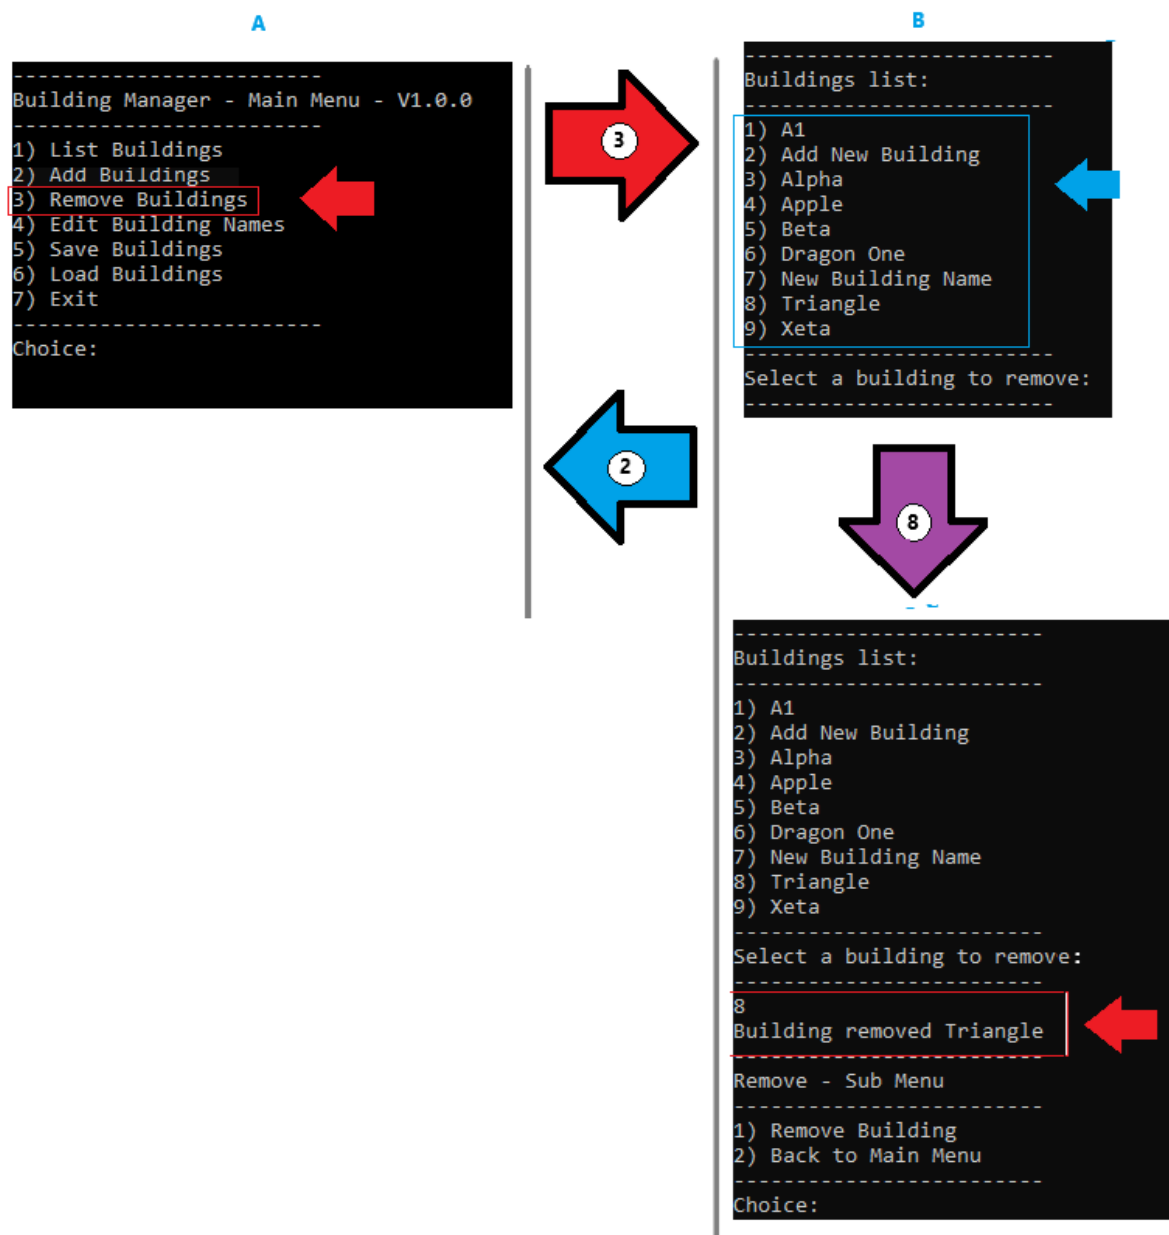 A
-------------------------
Building Manager - Main Menu - V1.0.0
-------------------------
1) List Buildings
2) Add Buildings
3) Remove Buildings
4) Edit Building Names
5) Save Buildings
6) Load Buildings
7) Exit
-------------------------
Choice:
3
2
B
-------------------------
Buildings list:
-------------------------
1) A1
2) Add New Building
3) Alpha
4) Apple
5) Beta
6) Dragon One
7) New Building Name
8) Triangle
9) Xeta
-------------------------
Select a building to remove:
-------------------------
8
-------------------------
Buildings list:
-------------------------
1) A1
2) Add New Building
3) Alpha
4) Apple
5) Beta
6) Dragon One
7) New Building Name
8) Triangle
9) Xeta
-------------------------
Select a building to remove:
-------------------------
8
Building removed Triangle
-------------------------
Remove - Sub Menu
-------------------------
1) Remove Building
2) Back to Main Menu
-------------------------
Choice: